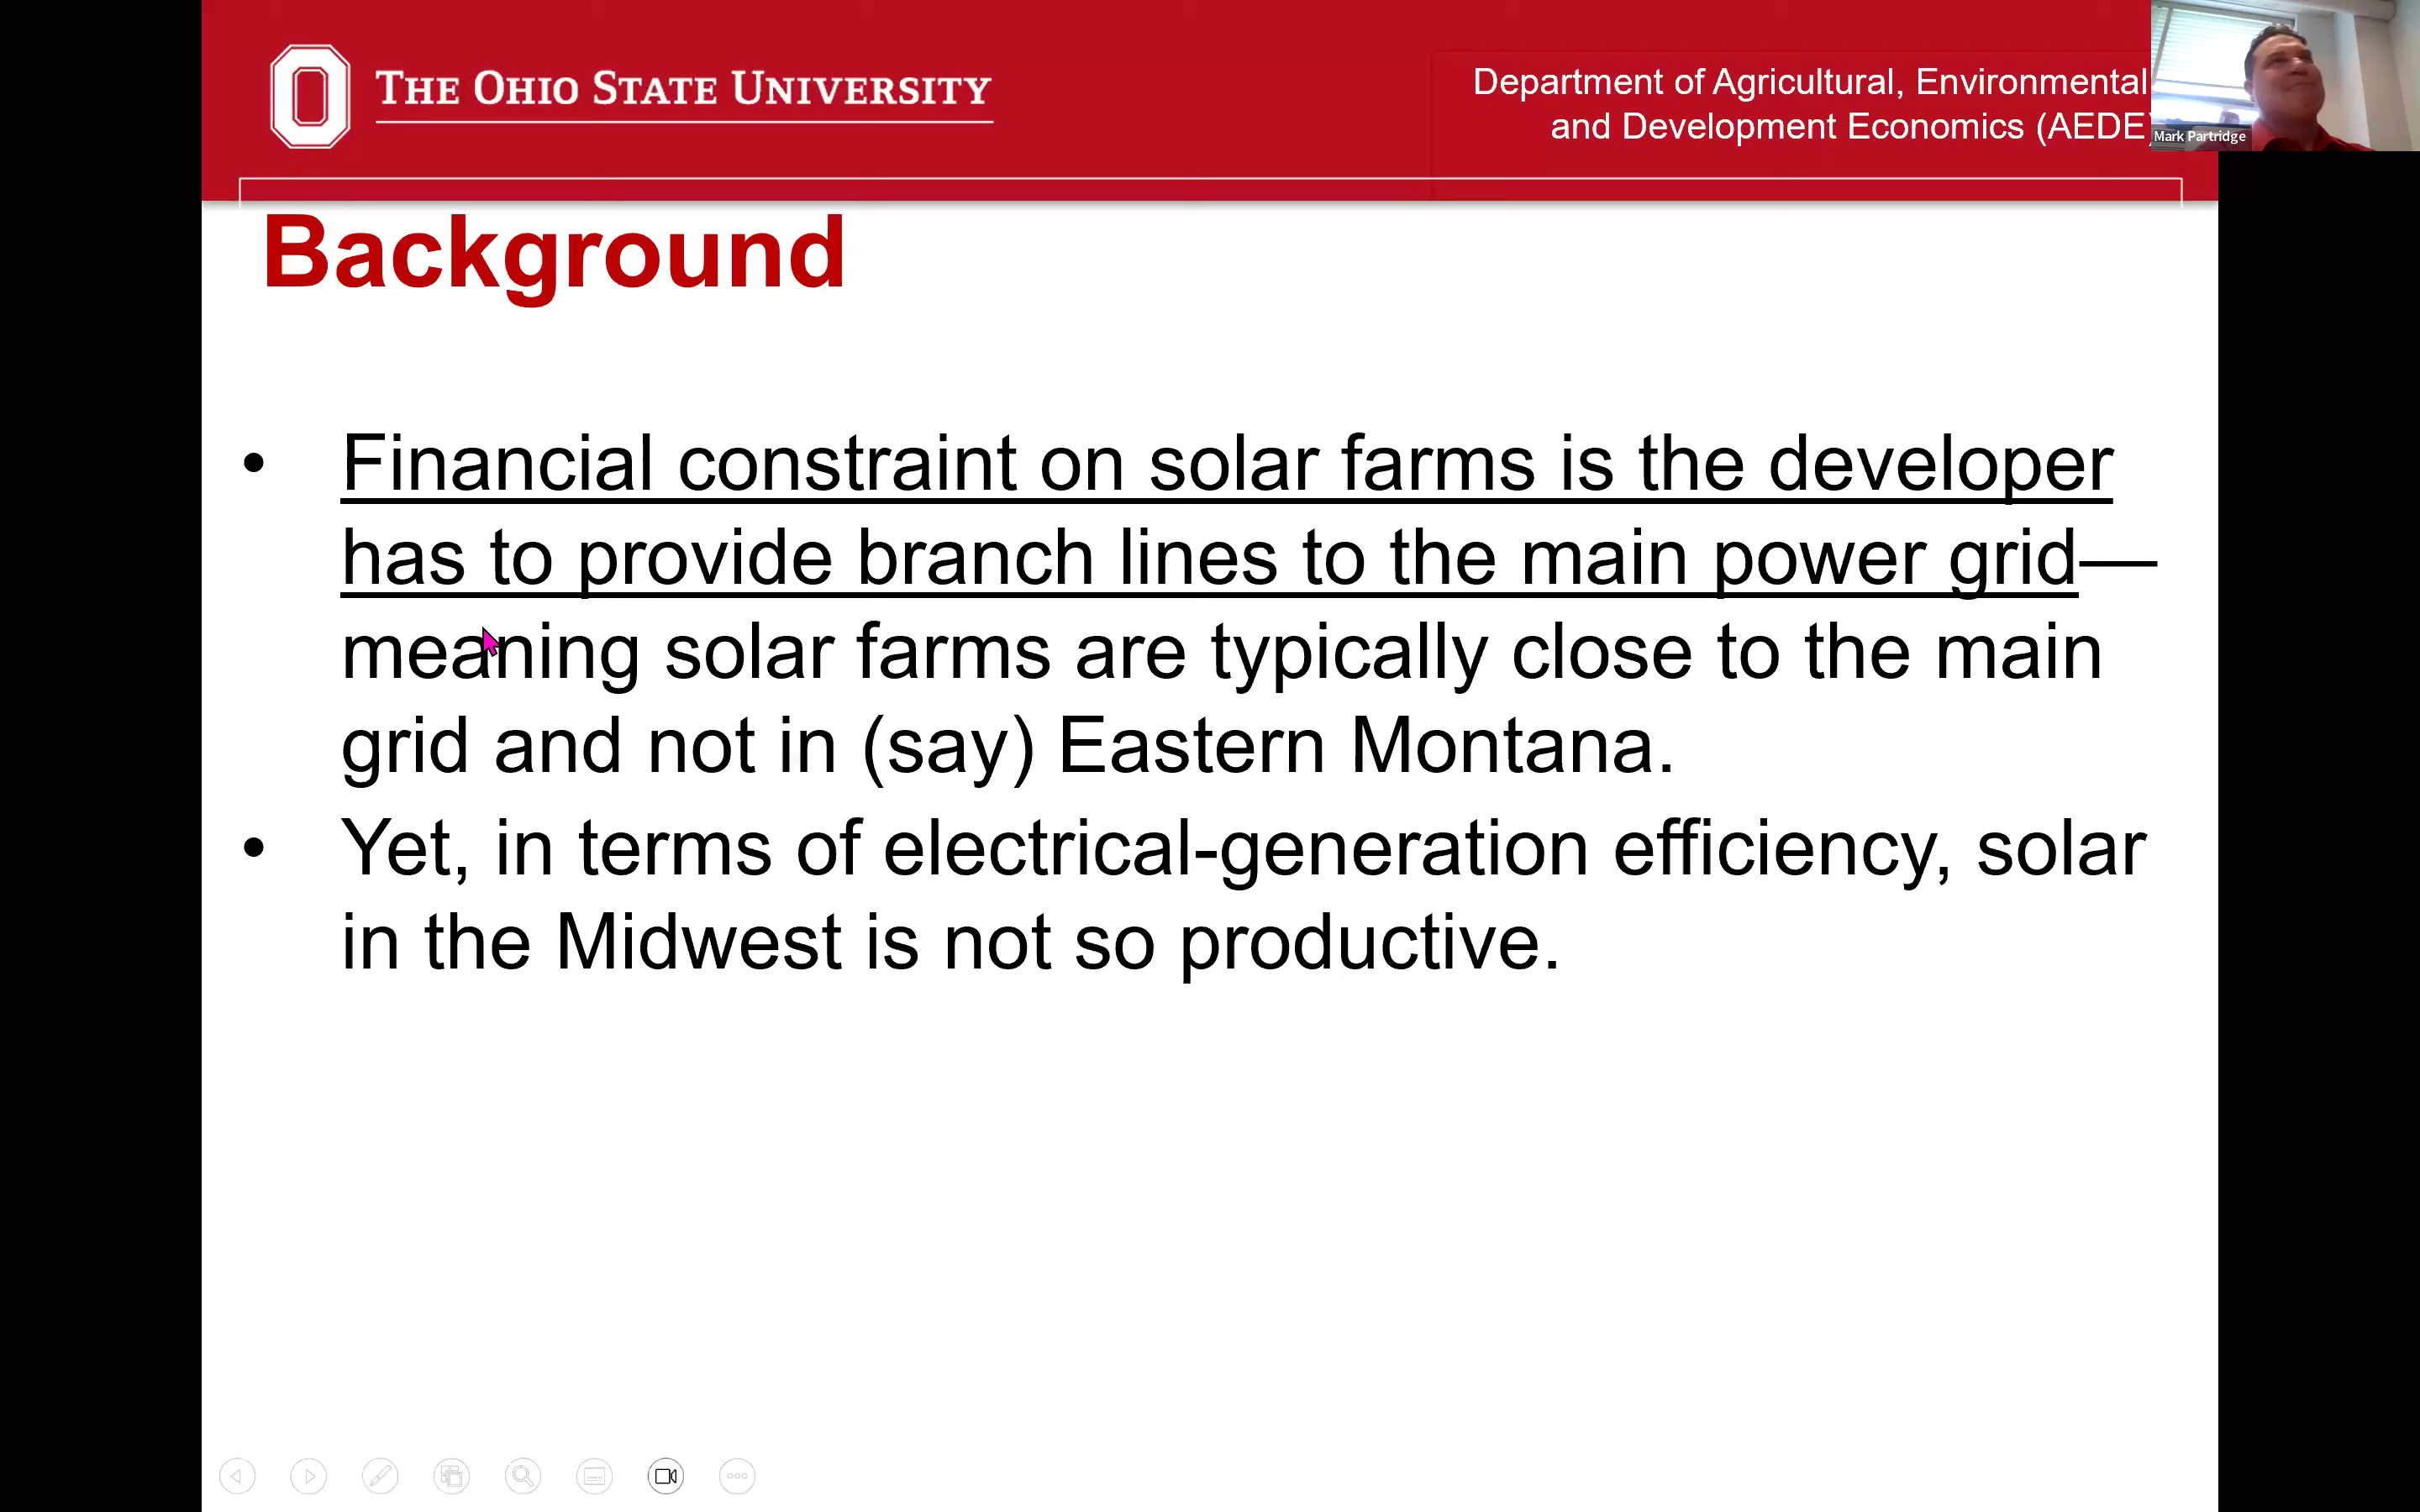 THE OHIO STATE UNIVERSITY
Department of Agricultural, Environmental
and Development Economics (AEDE)
Mark Partridge
Background
• Financial constraint on solar farms is the developer
has to provide branch lines to the main power grid—
meaning solar farms are typically close to the main
grid and not in (say) Eastern Montana.
• Yet, in terms of electrical-generation efficiency, solar
in the Midwest is not so productive.